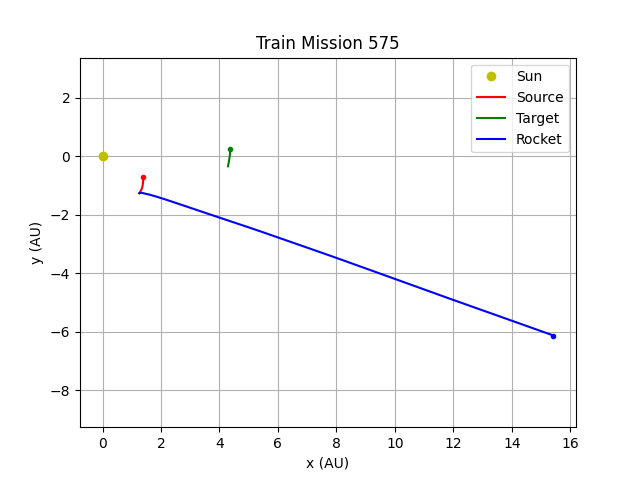 Train Mission 575
Sun
Source
Target
Rocket
2
0
−2
−4
−6
−8
y (AU)
0
2
4
6
8
10
12
14
16
x (AU)